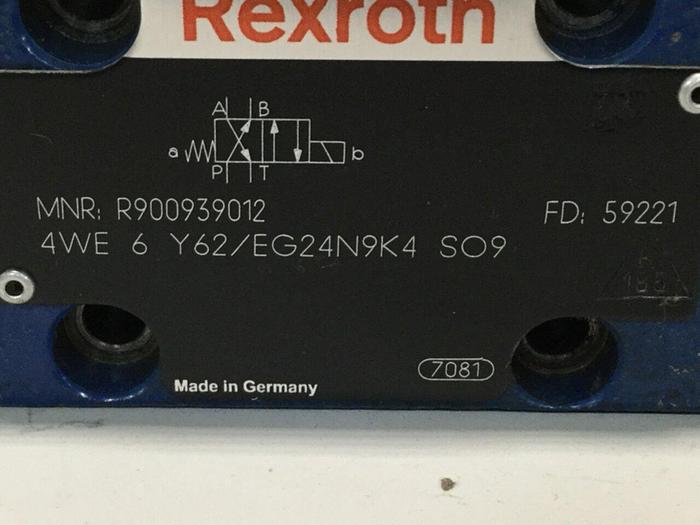 Rexroth
A B
a b
P T
MNR: R900939012 FD: 59221
4WE 6 Y62/EG24N9K4 SO9
7081
Made in Germany